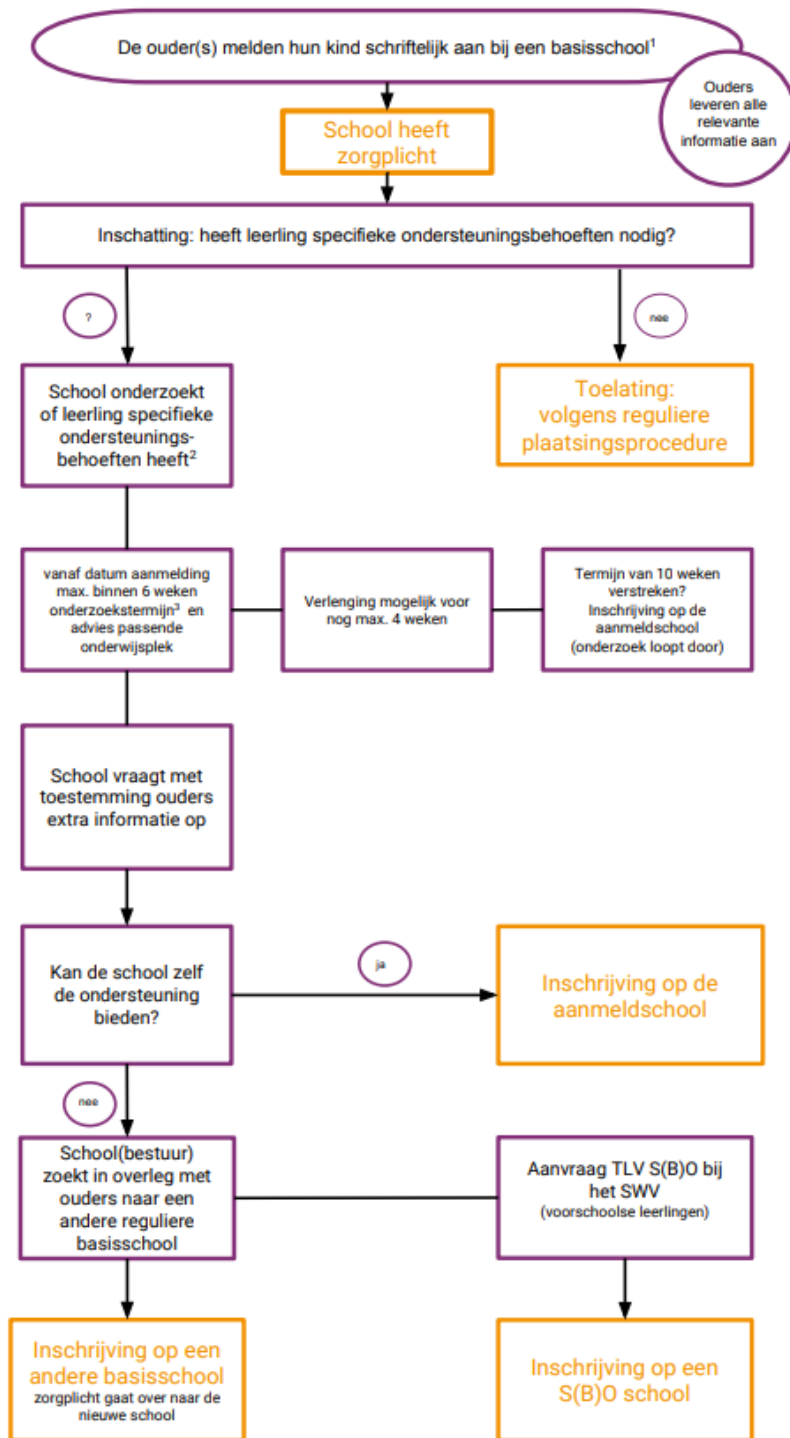 De ouder(s) melden hun kind schriftelijk aan bij een basisschool¹
Ouders
leveren alle
relevante
informatie aan
School heeft
zorgplicht
Inschatting: heeft leerling specifieke ondersteuningsbehoeften nodig?
?
nee
School onderzoekt
of leerling specifieke
ondersteunings-
behoeften heeft²
Toelating:
volgens reguliere
plaatsingsprocedure
vanaf datum aanmelding
max. binnen 6 weken
onderzoekstermijn³ en
advies passende
onderwijsplek
Verlenging mogelijk voor
nog max. 4 weken
Termijn van 10 weken
verstreken?
Inschrijving op de
aanmeldschool
(onderzoek loopt door)
School vraagt met
toestemming ouders
extra informatie op
Kan de school zelf
de ondersteuning
bieden?
ja
Inschrijving op de
aanmeldschool
nee
School(bestuur)
zoekt in overleg met
ouders naar een
andere reguliere
basisschool
Aanvraag TLV S(B)O bij
het SWV
(voorschoolse leerlingen)
Inschrijving op een
andere basisschool
zorgplicht gaat over naar de
nieuwe school
Inschrijving op een
S(B)O school